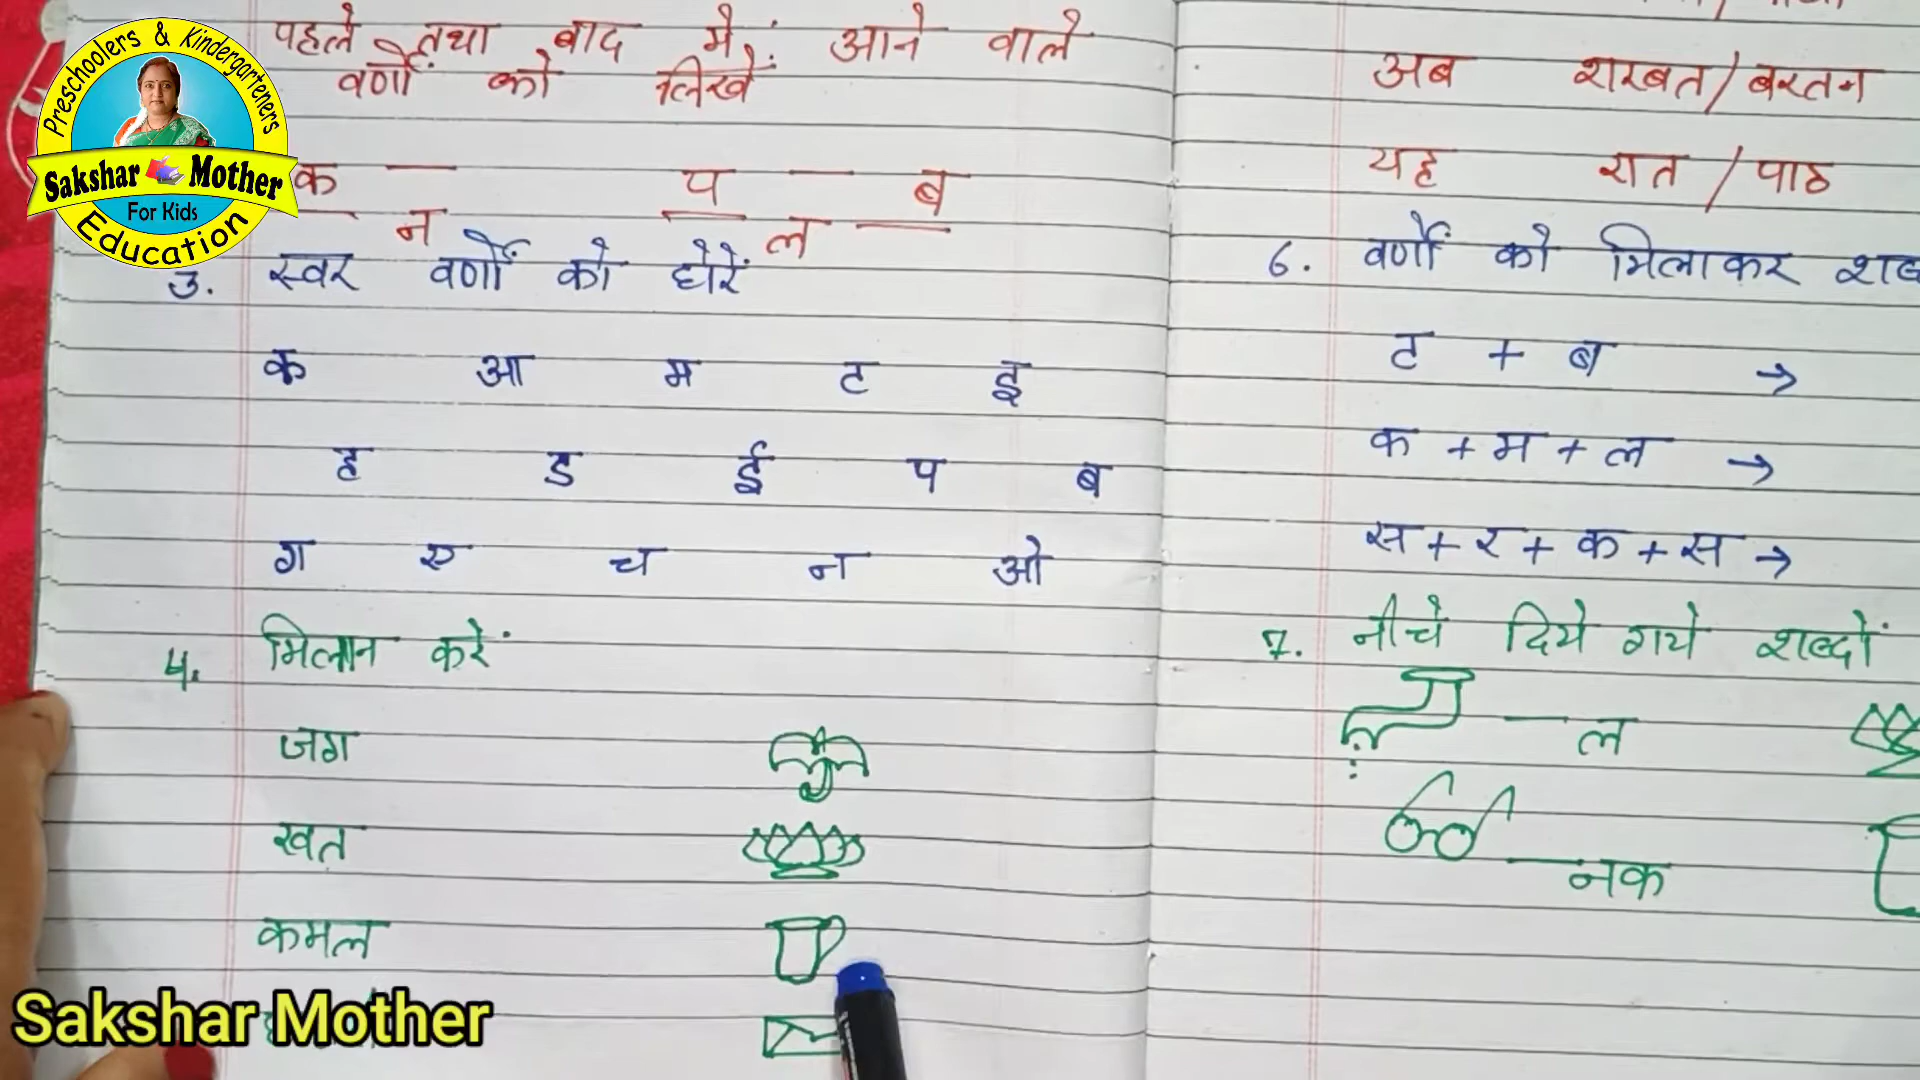 Preschoolers & Kindergarteners
Sakshar Mother
For Kids
Education
पहले तथा बाद में आने वाले
वर्णों को लिखें
क — प — ब
— न — ल —
3. स्वर वर्णों को घेरें
क आ म ट इ
ह ड ई प ब
ग ए च न ओ
4. मिलान करें
जग
खत
कमल
अब शरबत/बरतन
यह रात/पाठ
6. वर्णों को मिलाकर शब्द
ट + ब →
क + म + ल →
स + र + क + स →
7. नीचे दिये गये शब्दों
— ल
— नक
Sakshar Mother